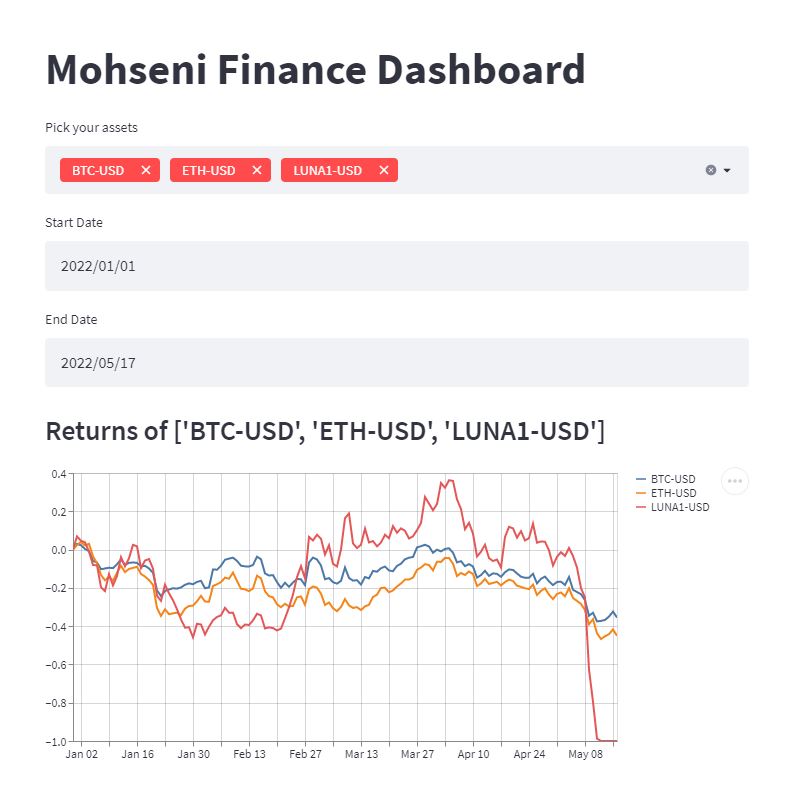 Mohseni Finance Dashboard
Pick your assets
BTC-USD
ETH-USD
LUNA1-USD
Start Date
2022/01/01
End Date
2022/05/17
Returns of ['BTC-USD', 'ETH-USD', 'LUNA1-USD']
0.4
0.2
0.0
−0.2
−0.4
−0.6
−0.8
−1.0
Jan 02 Jan 16 Jan 30 Feb 13 Feb 27 Mar 13 Mar 27 Apr 10 Apr 24 May 08
BTC-USD
ETH-USD
LUNA1-USD